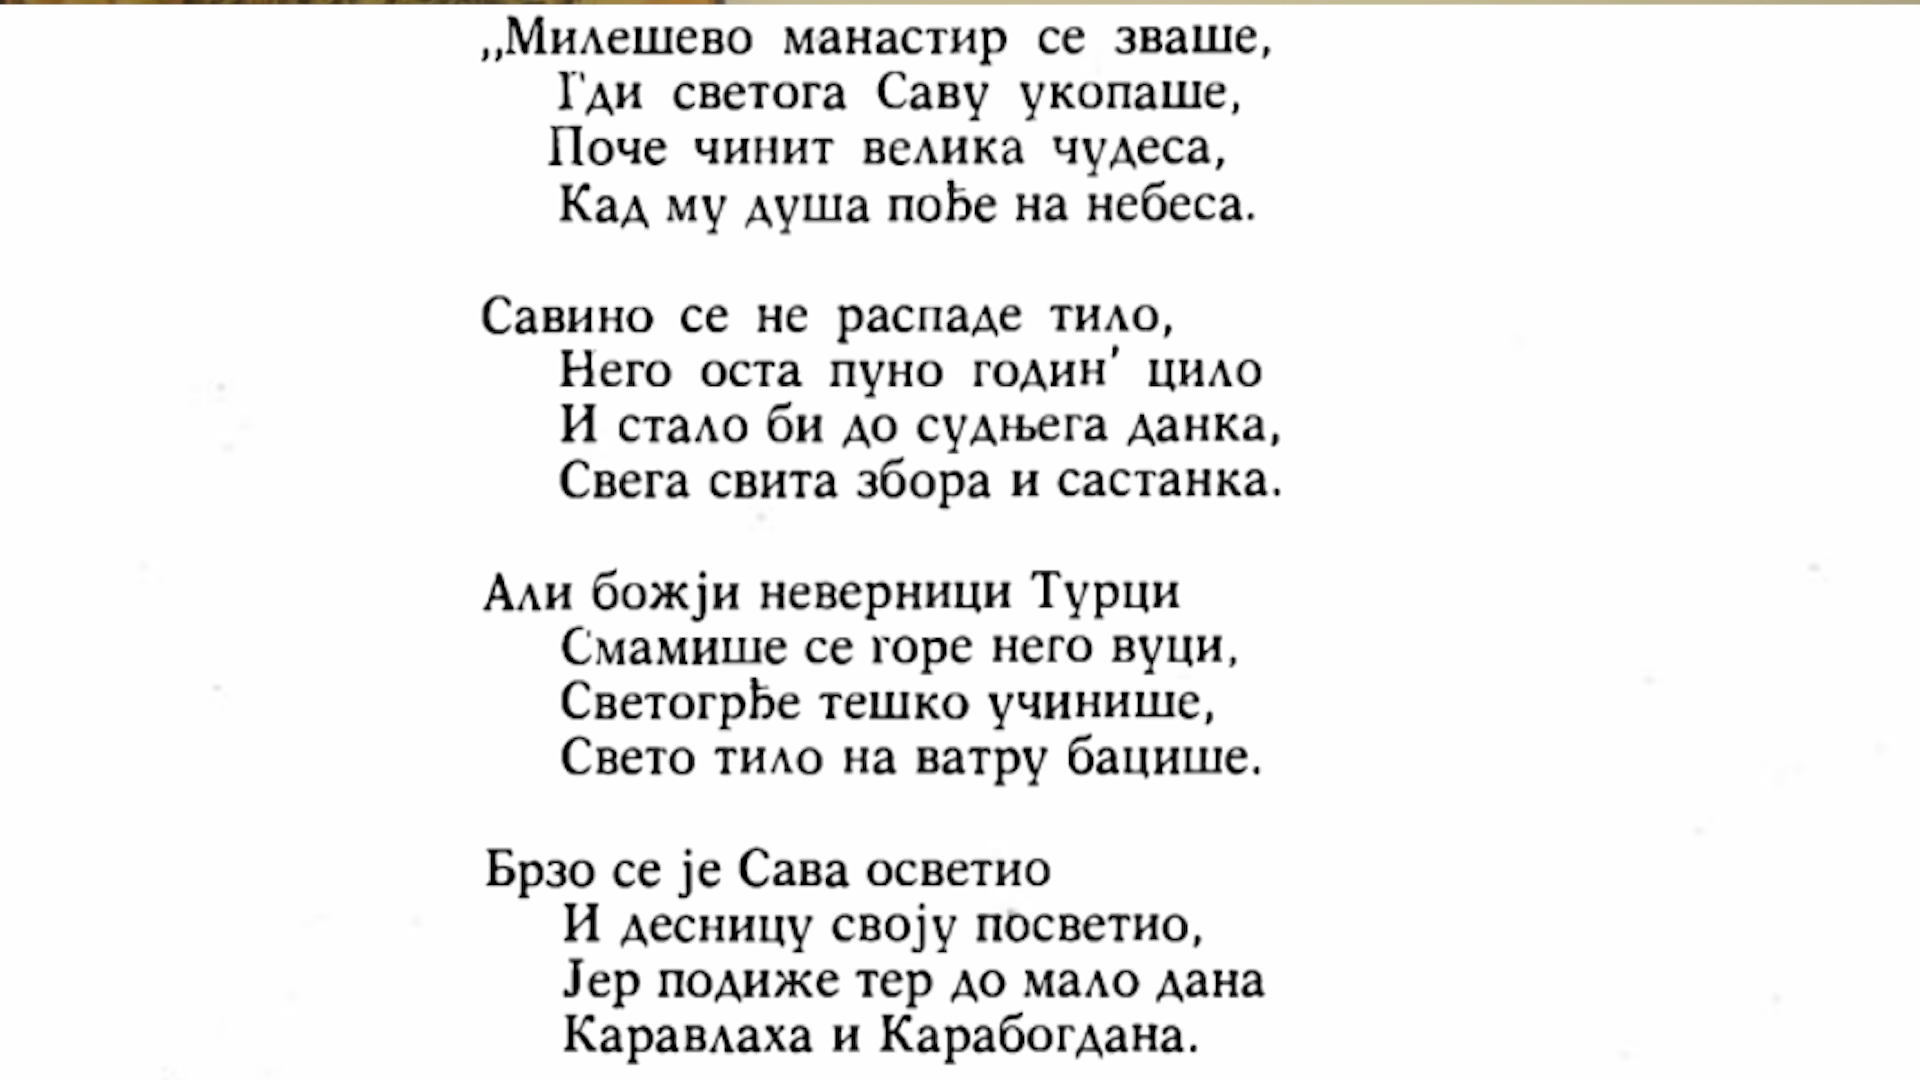 „Милешево манастир се зваше,
Гди светога Саву укопаше,
Поче чинит велика чудеса,
Кад му душа пође на небеса.
Савино се не распаде тило,
Него оста пуно годин’ цило
И стало би до судњега данка,
Свега свита збора и састанка.
Али божји неверници Турци
Смамише се горе него вуци,
Светогрђе тешко учинише,
Свето тило на ватру бацише.
Брзо се је Сава осветио
И десницу своју посветио,
Јер подиже тер до мало дана
Каравлаха и Карабогдана.